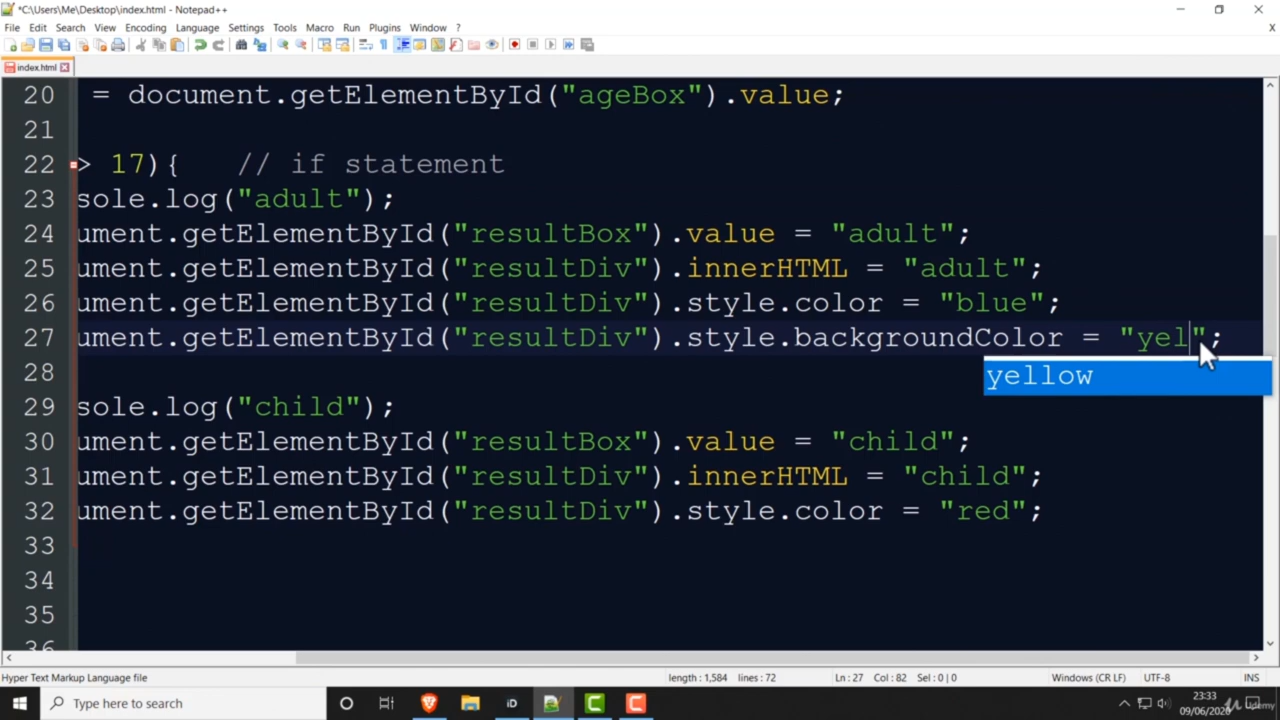 *C:\Users\Me\Desktop\index.html - Notepad++
File Edit Search View Encoding Language Settings Tools Macro Run Plugins Window ?
X
index.html
20 = document.getElementById("ageBox").value;
21
22 > 17){ // if statement
23 sole.log("adult");
24 ument.getElementById("resultBox").value = "adult";
25 ument.getElementById("resultDiv").innerHTML = "adult";
26 ument.getElementById("resultDiv").style.color = "blue";
27 ument.getElementById("resultDiv").style.backgroundColor = "yel";
28 yellow
29 sole.log("child");
30 ument.getElementById("resultBox").value = "child";
31 ument.getElementById("resultDiv").innerHTML = "child";
32 ument.getElementById("resultDiv").style.color = "red";
33
34
35
36
Hyper Text Markup Language file length : 1,584 lines : 72 Ln : 27 Col : 82 Sel : 0 | 0 Windows (CR LF) UTF-8 INS
Type here to search iD 23:33
09/06/2020 Udemy